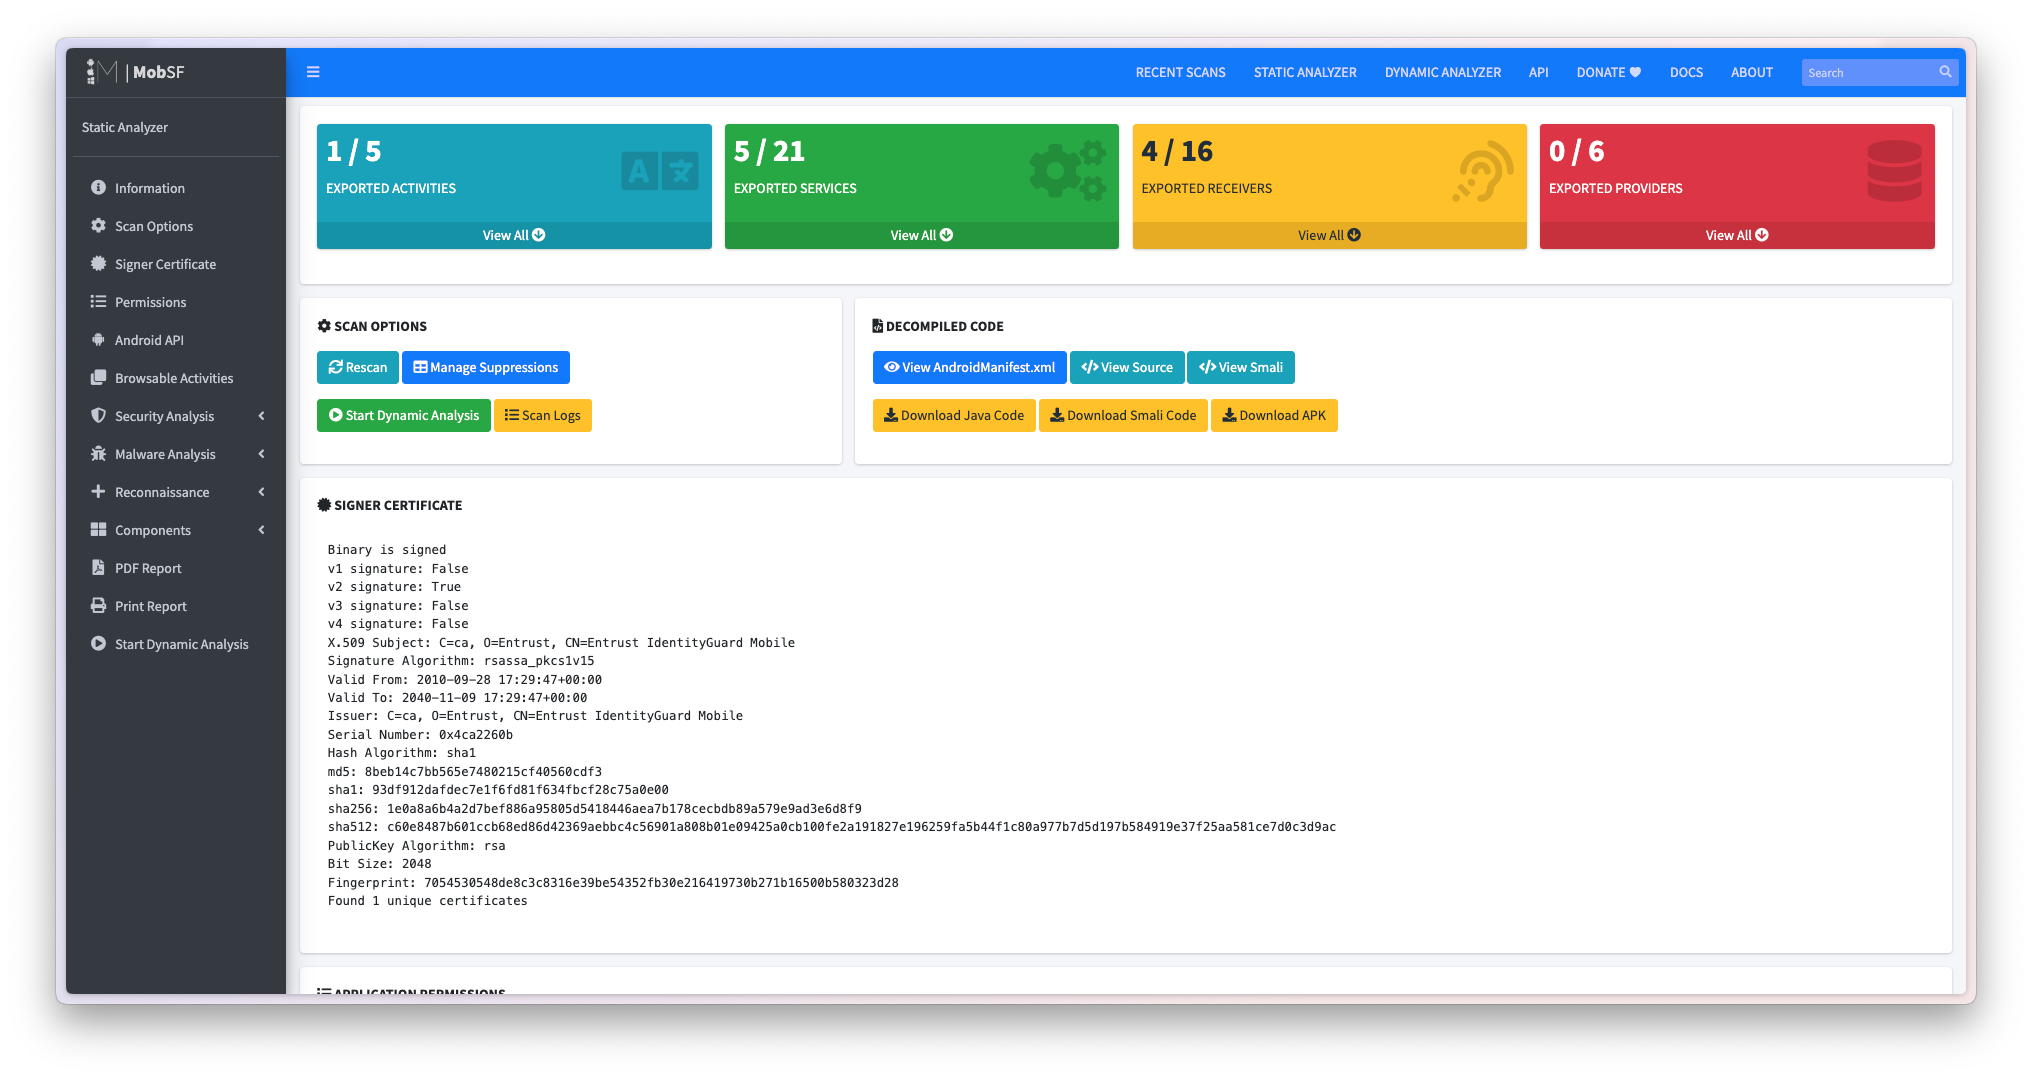 MobSF
RECENT SCANS STATIC ANALYZER DYNAMIC ANALYZER API DONATE DOCS ABOUT Search
Static Analyzer
Information
Scan Options
Signer Certificate
Permissions
Android API
Browsable Activities
Security Analysis
Malware Analysis
Reconnaissance
Components
PDF Report
Print Report
Start Dynamic Analysis
1 / 5
EXPORTED ACTIVITIES
View All
5 / 21
EXPORTED SERVICES
View All
4 / 16
EXPORTED RECEIVERS
View All
0 / 6
EXPORTED PROVIDERS
View All
SCAN OPTIONS
Rescan Manage Suppressions
Start Dynamic Analysis Scan Logs
DECOMPILED CODE
View AndroidManifest.xml View Source View Smali
Download Java Code Download Smali Code Download APK
SIGNER CERTIFICATE
Binary is signed
v1 signature: False
v2 signature: True
v3 signature: False
v4 signature: False
X.509 Subject: C=ca, O=Entrust, CN=Entrust IdentityGuard Mobile
Signature Algorithm: rsassa_pkcs1v15
Valid From: 2010-09-28 17:29:47+00:00
Valid To: 2040-11-09 17:29:47+00:00
Issuer: C=ca, O=Entrust, CN=Entrust IdentityGuard Mobile
Serial Number: 0x4ca2260b
Hash Algorithm: sha1
md5: 8beb14c7bb565e7480215cf40560cdf3
sha1: 93df912dafdec7e1f6fd81f634fbcf28c75a0e00
sha256: 1e0a8a6b4a2d7bef886a95805d5418446aea7b178cecbdb89a579e9ad3e6d8f9
sha512: c60e8487b601ccb68ed86d42369aebbc4c56901a808b01e09425a0cb100fe2a191827e196259fa5b44f1c80a977b7d5d197b584919e37f25aa581ce7d0c3d9ac
PublicKey Algorithm: rsa
Bit Size: 2048
Fingerprint: 7054530548de8c3c8316e39be54352fb30e216419730b271b16500b580323d28
Found 1 unique certificates
APPLICATION PERMISSIONS